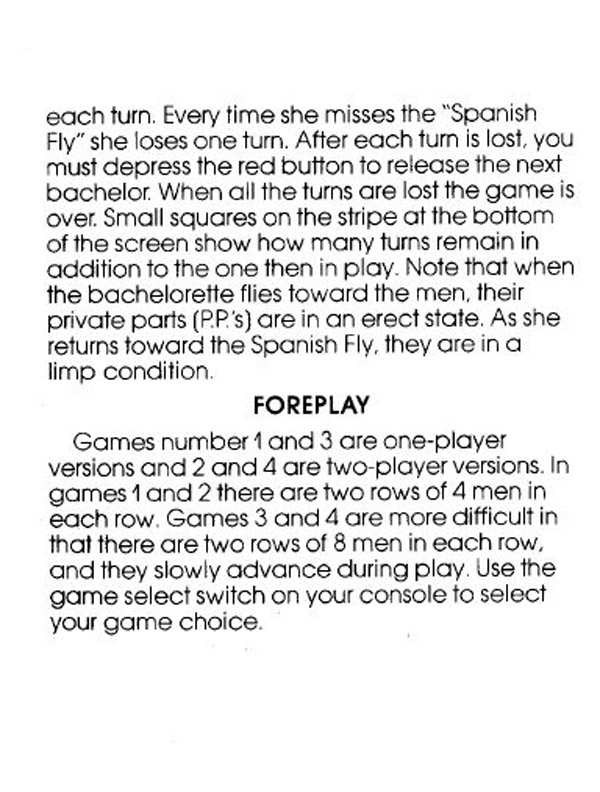 each turn. Every time she misses the "Spanish
Fly" she loses one turn. After each turn is lost, you
must depress the red button to release the next
bachelor. When all the turns are lost the game is
over. Small squares on the stripe at the bottom
of the screen show how many turns remain in
addition to the one then in play. Note that when
the bachelorette flies toward the men, their
private parts (P.P.'s) are in an erect state. As she
returns toward the Spanish Fly, they are in a
limp condition.
FOREPLAY
Games number 1 and 3 are one-player
versions and 2 and 4 are two-player versions. In
games 1 and 2 there are two rows of 4 men in
each row. Games 3 and 4 are more difficult in
that there are two rows of 8 men in each row,
and they slowly advance during play. Use the
game select switch on your console to select
your game choice.